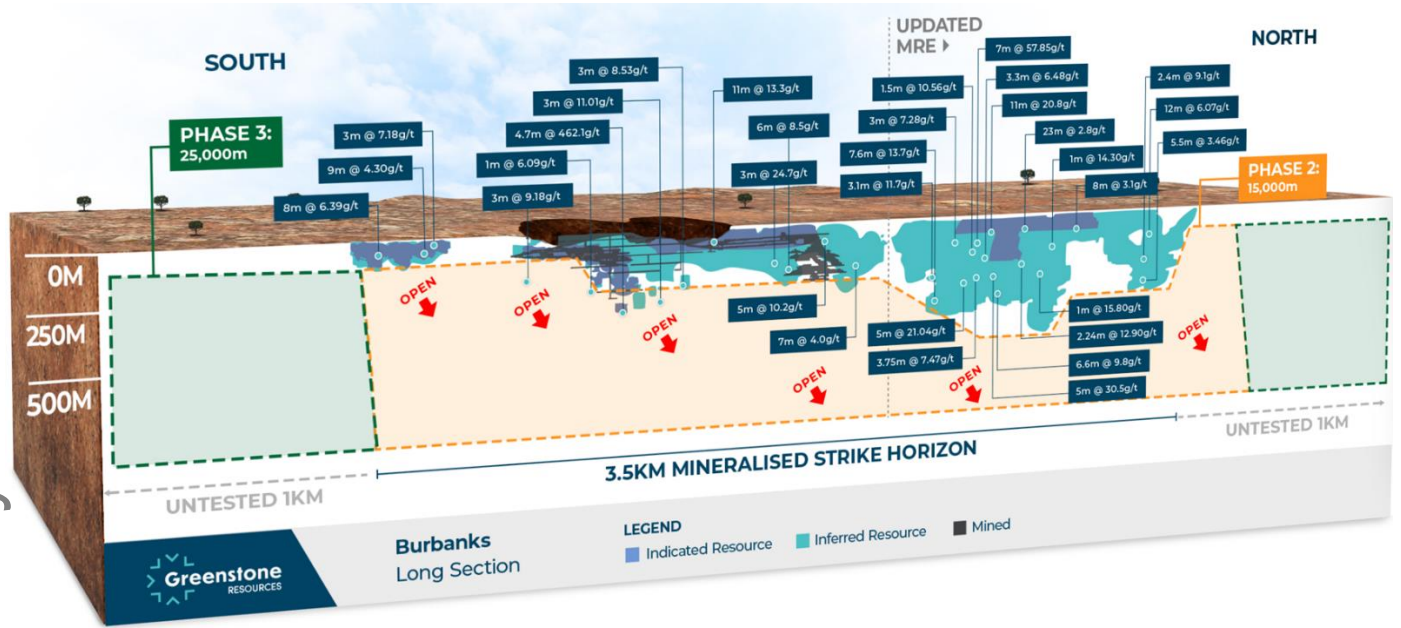 SOUTH
UPDATED
MRE
NORTH
PHASE 3:
25,000m
3m @ 7.18g/t
9m @ 4.30g/t
8m @ 6.39g/t
3m @ 8.53g/t
3m @ 11.01g/t
4.7m @ 462.1g/t
1m @ 6.09g/t
3m @ 9.18g/t
11m @ 13.3g/t
6m @ 8.5g/t
3m @ 24.7g/t
7m @ 57.85g/t
1.5m @ 10.56g/t
3.3m @ 6.48g/t
3m @ 7.28g/t
11m @ 20.8g/t
7.6m @ 13.7g/t
23m @ 2.8g/t
3.1m @ 11.7g/t
1m @ 14.30g/t
8m @ 3.1g/t
2.4m @ 9.1g/t
12m @ 6.07g/t
5.5m @ 3.46g/t
PHASE 2:
15,000m
0M
250M
500M
OPEN
OPEN
OPEN
OPEN
OPEN
OPEN
5m @ 10.2g/t
7m @ 4.0g/t
5m @ 21.04g/t
3.75m @ 7.47g/t
1m @ 15.80g/t
2.24m @ 12.90g/t
6.6m @ 9.8g/t
5m @ 30.5g/t
UNTESTED 1KM
3.5KM MINERALISED STRIKE HORIZON
UNTESTED 1KM
Greenstone
RESOURCES
Burbanks
Long Section
LEGEND
Indicated Resource
Inferred Resource
Mined